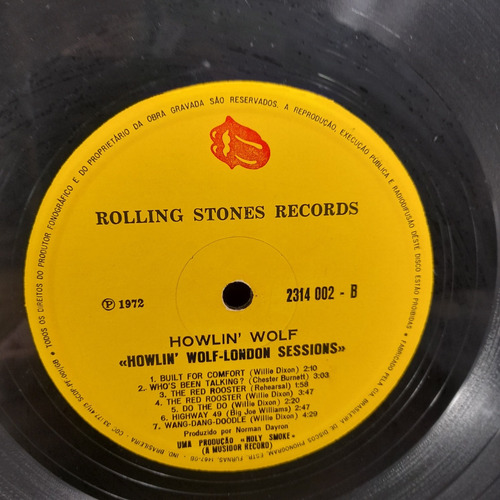 TODOS OS DIREITOS DO PRODUTOR FONOGRÁFICO E DO PROPRIETÁRIO DA OBRA GRAVADA SÃO RESERVADOS. A REPRODUÇÃO, EXECUÇÃO PÚBLICA E RADIODIFUSÃO DÊSTE DISCO ESTÃO PROIBIDAS
ROLLING STONES RECORDS
Ⓟ 1972
2314 002 - B
HOWLIN' WOLF
«HOWLIN' WOLF-LONDON SESSIONS»
1. BUILT FOR COMFORT (Willie Dixon) 2:10
2. WHO'S BEEN TALKING? (Chester Burnett) 3:03
3. THE RED ROOSTER (Rehearsal) 1:58
4. THE RED ROOSTER (Willie Dixon) 3:47
5. DO THE DO (Willie Dixon) 2:20
6. HIGHWAY 49 (Big Joe Williams) 2:47
7. WANG-DANG-DOODLE (Willie Dixon) 4:29
Produzido por Norman Dayron
UMA PRODUÇÃO «HOLY SMOKE»
(A MUSIDOR RECORD)
FABRICADO PELA CIA. BRASILEIRA DE DISCOS PHONOGRAM, ESTR.
IND. BRASILEIRA